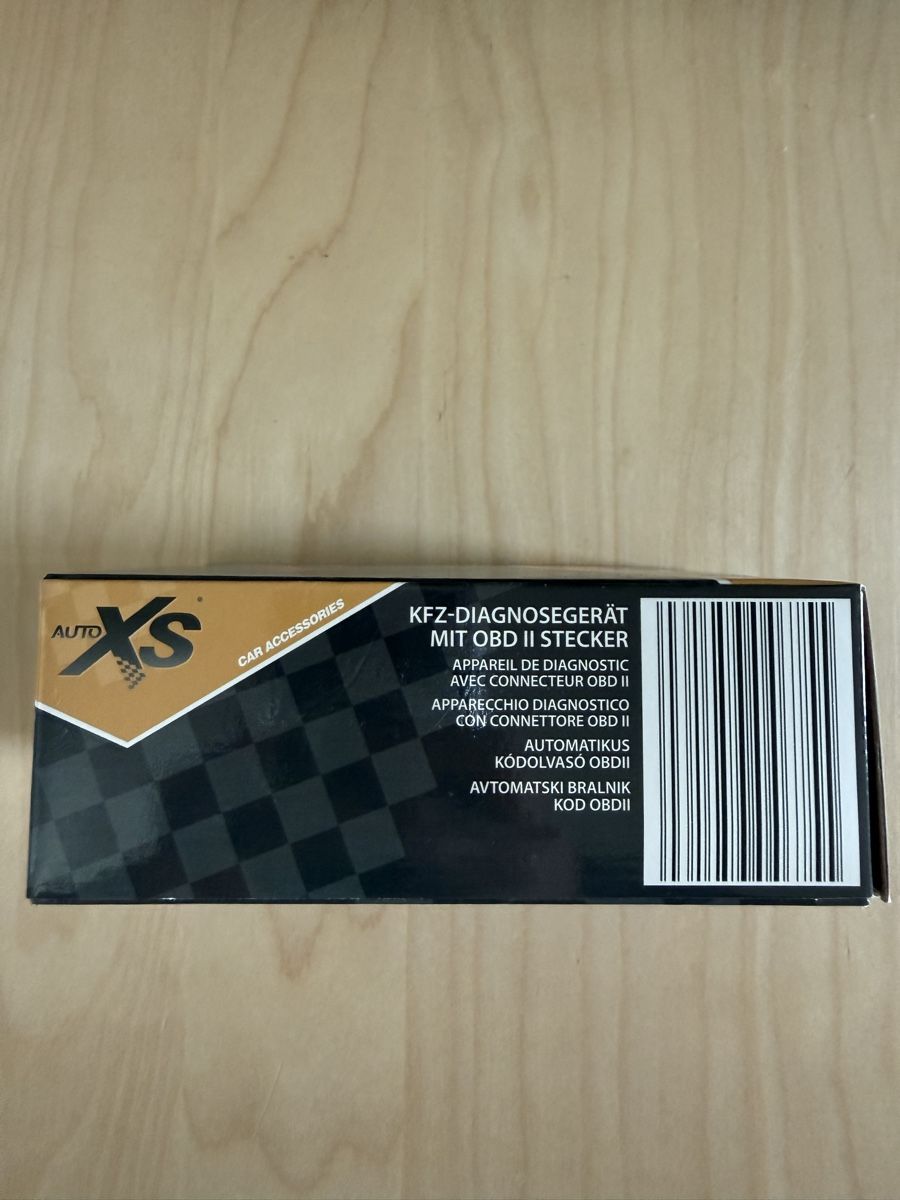 AUTO XS®
CAR ACCESSORIES
KFZ-DIAGNOSEGERÄT
MIT OBD II STECKER
APPAREIL DE DIAGNOSTIC
AVEC CONNECTEUR OBD II
APPARECCHIO DIAGNOSTICO
CON CONNETTORE OBD II
AUTOMATIKUS
KÓDOLVASÓ OBDII
AVTOMATSKI BRALNIK
KOD OBDII